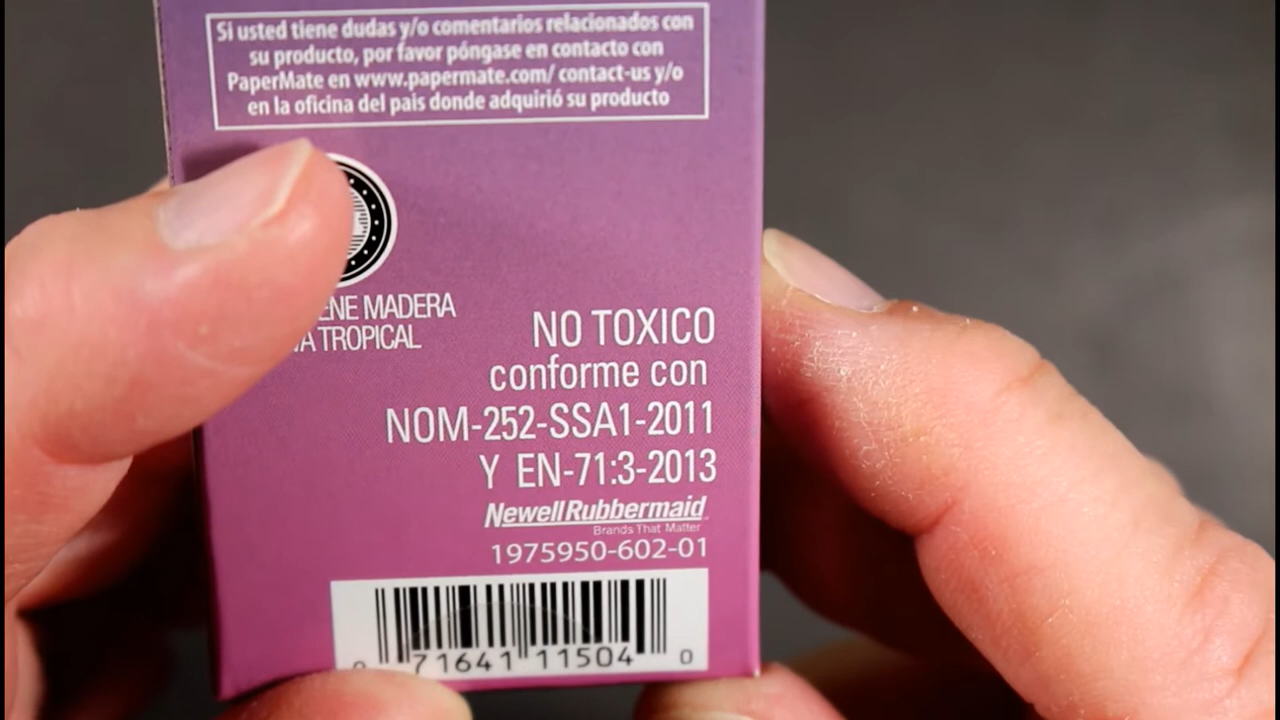 Si usted tiene dudas y/o comentarios relacionados con
su producto, por favor póngase en contacto con
PaperMate en www.papermate.com/ contact-us y/o
en la oficina del pais donde adquirió su producto
MADERA
TROPICAL
NO TOXICO
conforme con
NOM-252-SSA1-2011
Y EN-71:3-2013
NewellRubbermaid
Brands That Matter
1975950-602-01
0 71641 11504 0